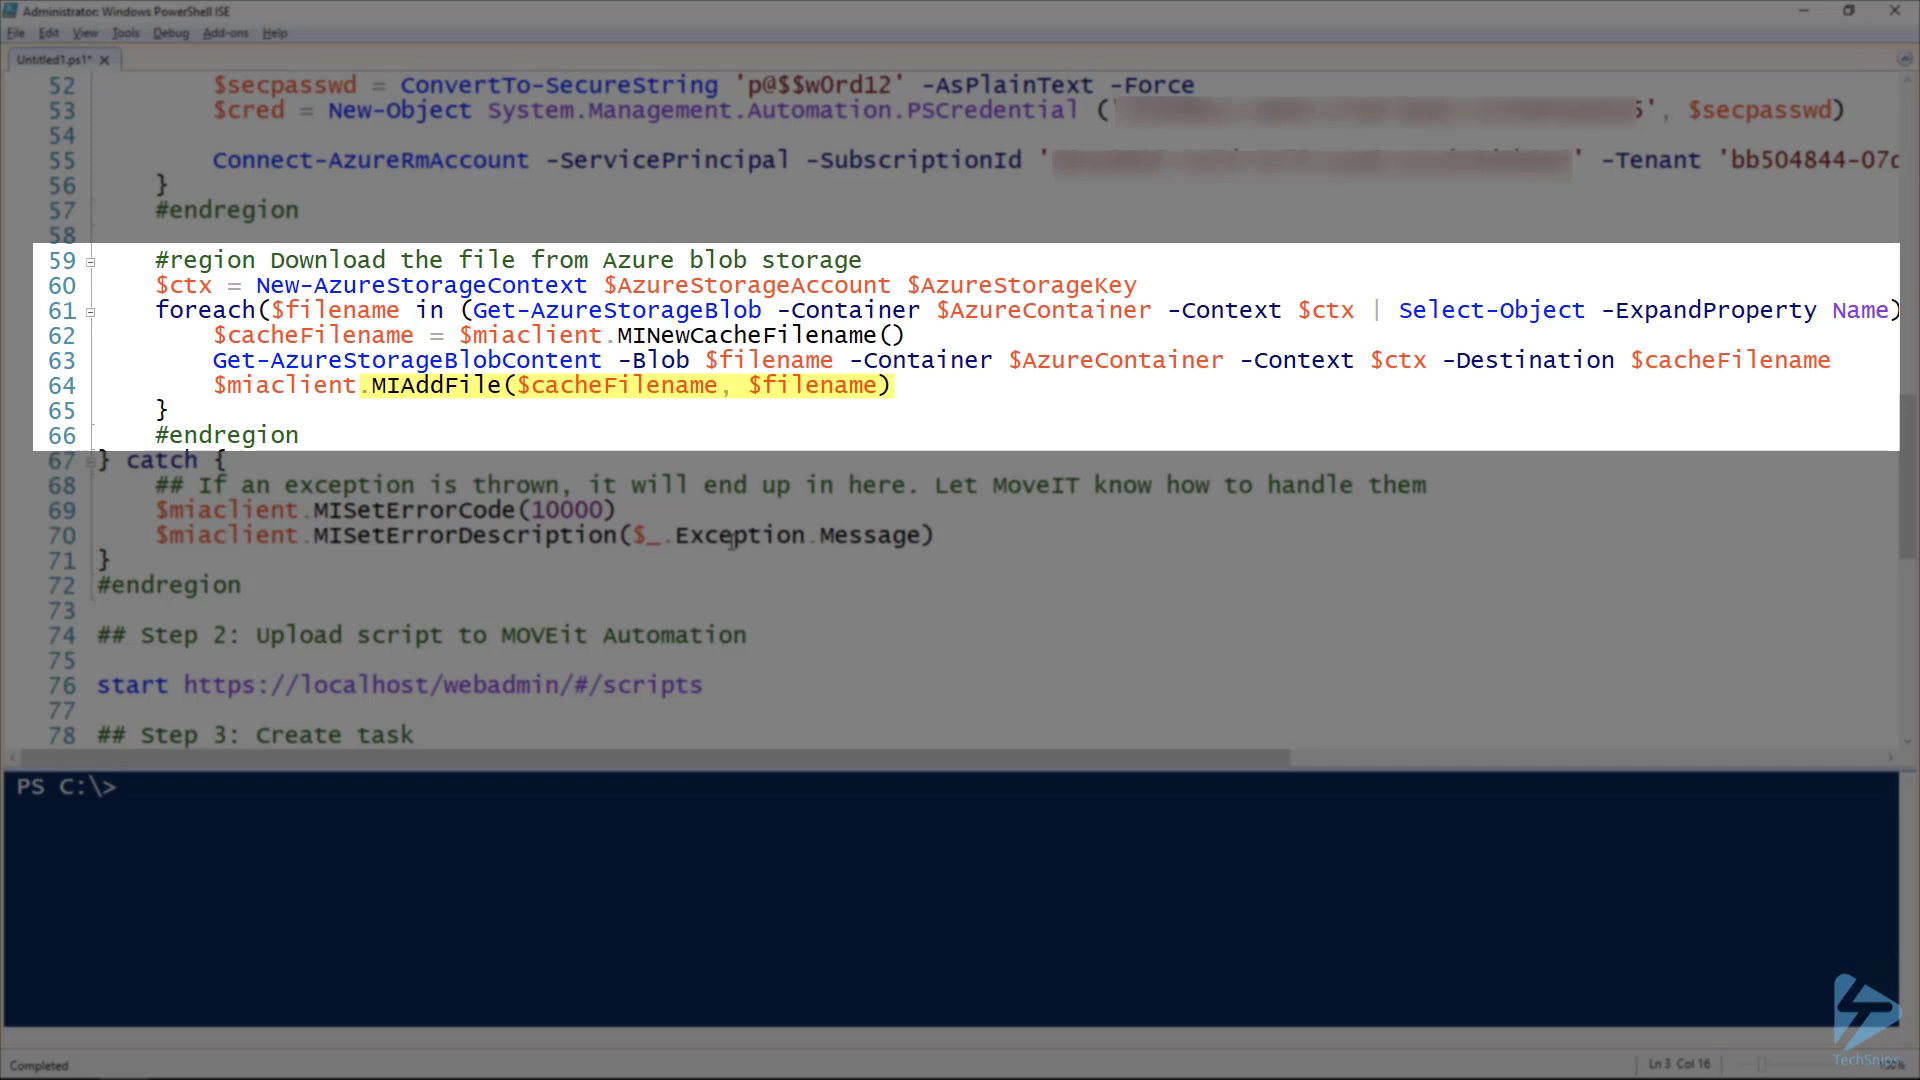 Administrator: Windows PowerShell ISE
File Edit View Tools Debug Add-ons Help
Untitled1.ps1*
52 $secpasswd = ConvertTo-SecureString 'p@$$w0rd12' -AsPlainText -Force
53 $cred = New-Object System.Management.Automation.PSCredential (' 5', $secpasswd)
54
55 Connect-AzureRmAccount -ServicePrincipal -SubscriptionId ' ' -Tenant 'bb504844-07c
56 }
57 #endregion
58
59 #region Download the file from Azure blob storage
60 $ctx = New-AzureStorageContext $AzureStorageAccount $AzureStorageKey
61 foreach($filename in (Get-AzureStorageBlob -Container $AzureContainer -Context $ctx | Select-Object -ExpandProperty Name)
62 $cacheFilename = $miaclient.MINewCacheFilename()
63 Get-AzureStorageBlobContent -Blob $filename -Container $AzureContainer -Context $ctx -Destination $cacheFilename
64 $miaclient.MIAddFile($cacheFilename, $filename)
65 }
66 #endregion
67 } catch {
68 ## If an exception is thrown, it will end up in here. Let MoveIT know how to handle them
69 $miaclient.MISetErrorCode(10000)
70 $miaclient.MISetErrorDescription($_.Exception.Message)
71 }
72 #endregion
73
74 ## Step 2: Upload script to MOVEit Automation
75
76 start https://localhost/webadmin/#/scripts
77
78 ## Step 3: Create task
PS C:\>
TechSnips
Completed
Ln 3 Col 16